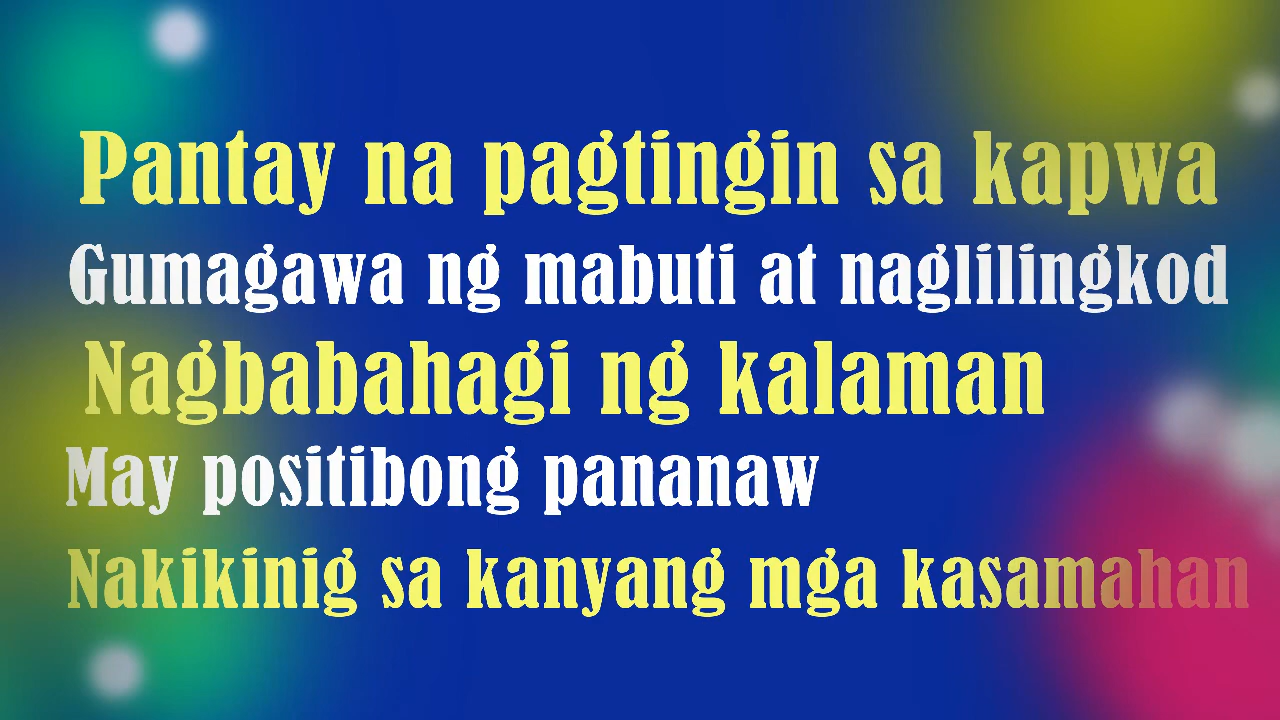 Pantay na pagtingin sa kapwa
Gumagawa ng mabuti at naglilingkod
Nagbabahagi ng kalaman
May positibong pananaw
Nakikinig sa kanyang mga kasamahan